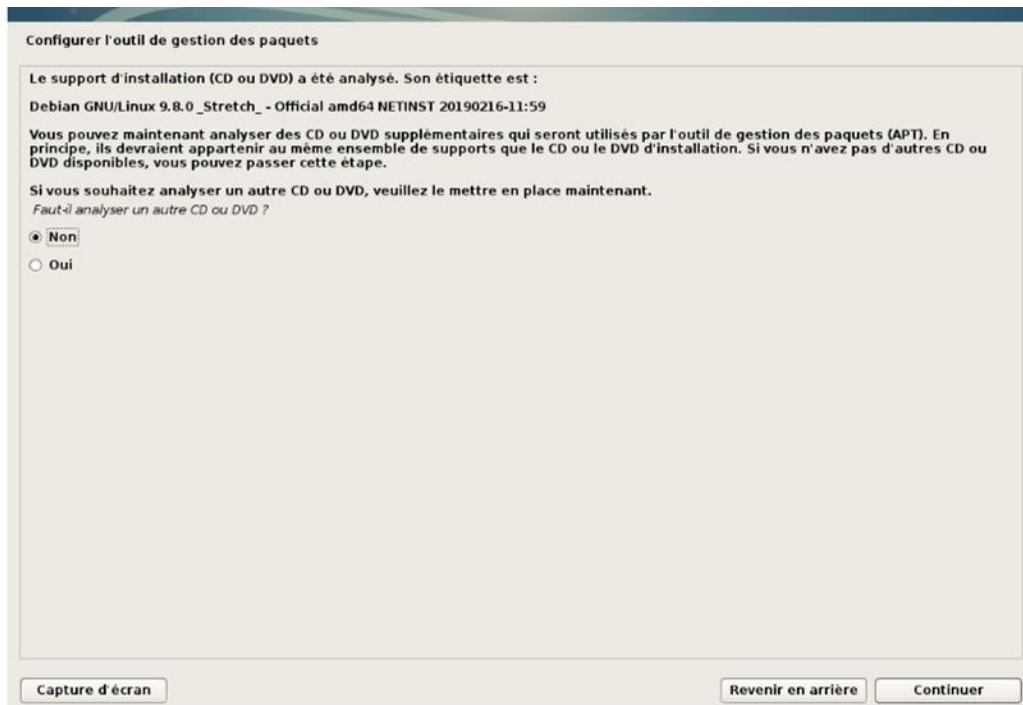 Configurer l'outil de gestion des paquets
Le support d'installation (CD ou DVD) a été analysé. Son étiquette est :
Debian GNU/Linux 9.8.0 _Stretch_ - Official amd64 NETINST 20190216-11:59
Vous pouvez maintenant analyser des CD ou DVD supplémentaires qui seront utilisés par l'outil de gestion des paquets (APT). En
principe, ils devraient appartenir au même ensemble de supports que le CD ou le DVD d'installation. Si vous n'avez pas d'autres CD ou
DVD disponibles, vous pouvez passer cette étape.
Si vous souhaitez analyser un autre CD ou DVD, veuillez le mettre en place maintenant.
Faut-il analyser un autre CD ou DVD ?
Non
Oui
Capture d'écran
Revenir en arrière
Continuer